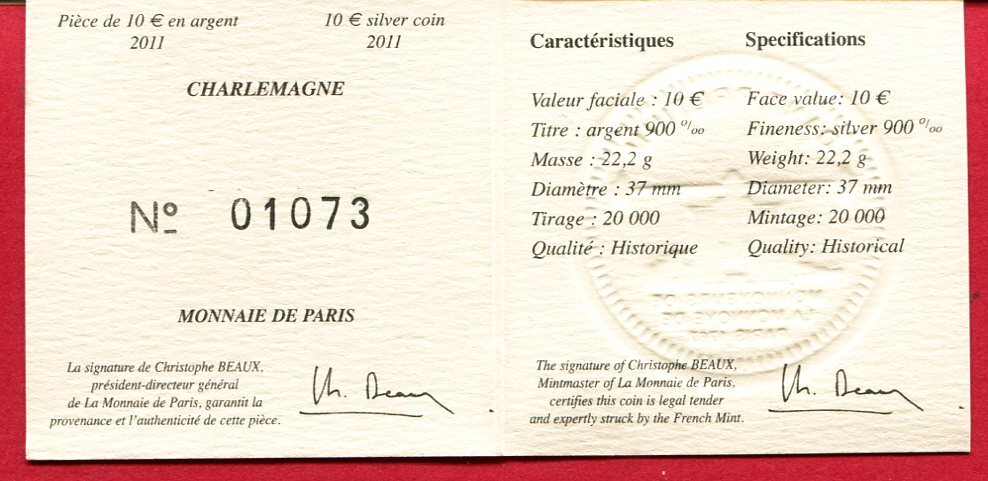 Pièce de 10 € en argent
2011
10 € silver coin
2011
CHARLEMAGNE
Nº 01073
MONNAIE DE PARIS
La signature de Christophe BEAUX,
président-directeur général
de La Monnaie de Paris, garantit la
provenance et l'authenticité de cette pièce.
Ch. Beaux
Caractéristiques
Valeur faciale : 10 €
Titre : argent 900 ‰
Masse : 22,2 g
Diamètre : 37 mm
Tirage : 20 000
Qualité : Historique
Specifications
Face value: 10 €
Fineness: silver 900 ‰
Weight: 22,2 g
Diameter: 37 mm
Mintage: 20 000
Quality: Historical
The signature of Christophe BEAUX,
Mintmaster of La Monnaie de Paris,
certifies this coin is legal tender
and expertly struck by the French Mint.
Ch. Beaux